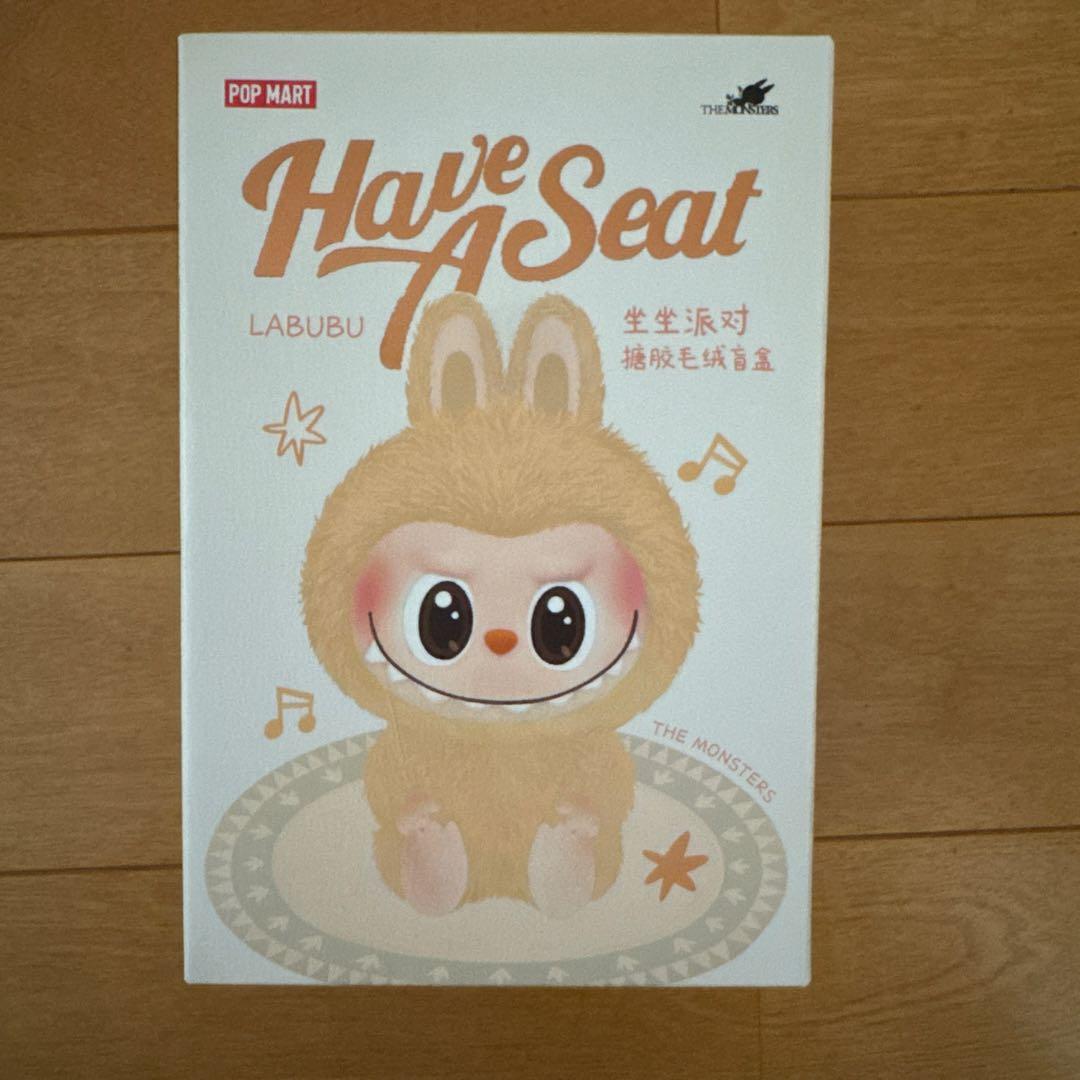 POP MART
THE MONSTERS
Have A Seat
LABUBU
坐坐派对
搪胶毛绒盲盒
THE MONSTERS